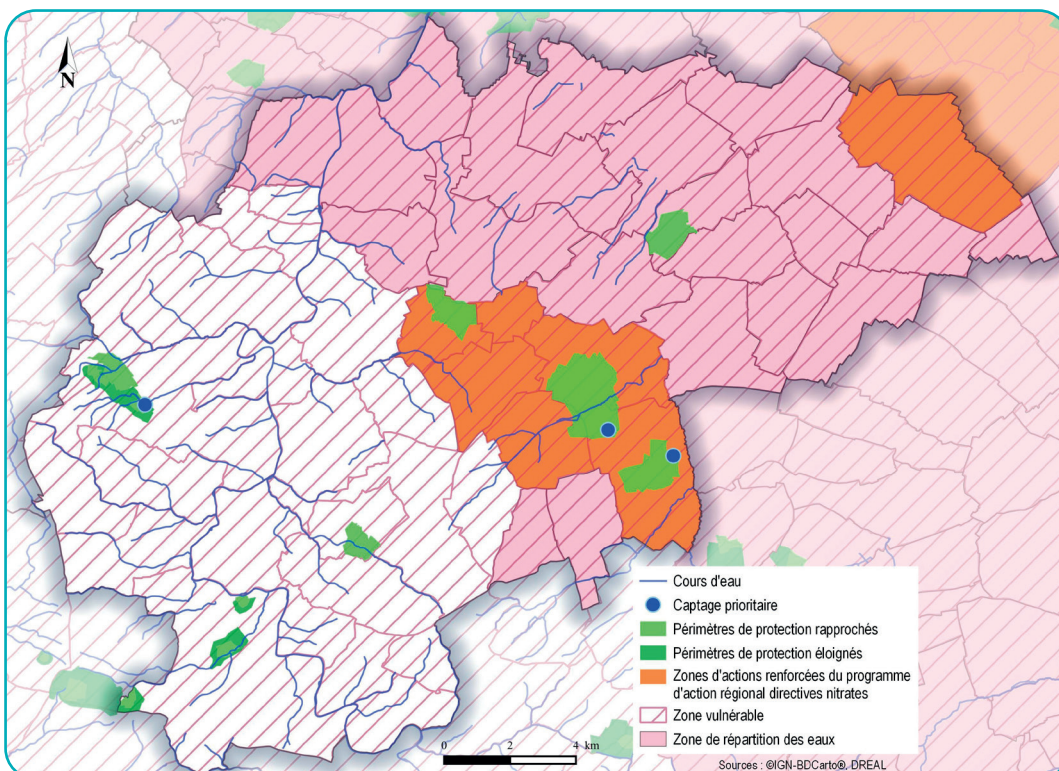 N
Cours d'eau
Captage prioritaire
Périmètres de protection rapprochés
Périmètres de protection éloignés
Zones d'actions renforcées du programme
d'action régional directives nitrates
Zone vulnérable
Zone de répartition des eaux
0 2 4 km
Sources : ©IGN-BDCarto®, DREAL